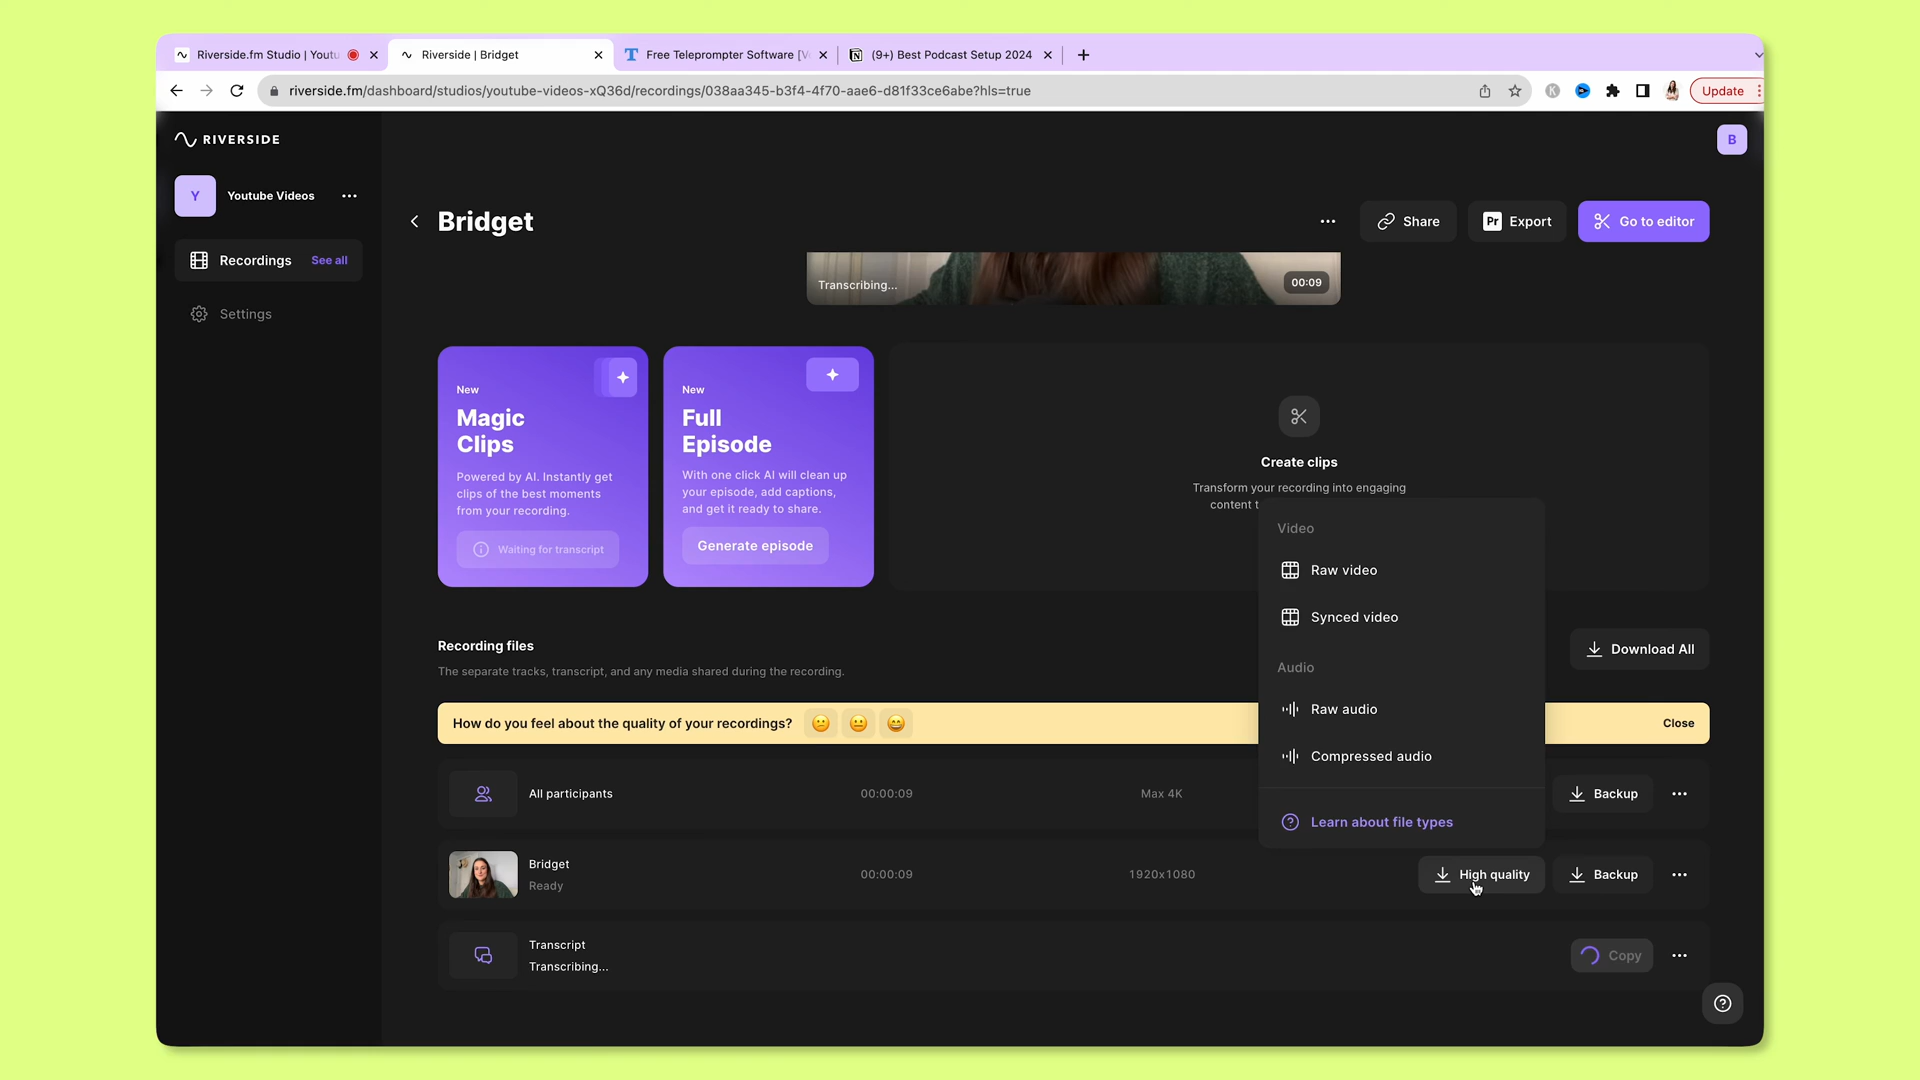 Riverside.fm Studio | Youtu
Riverside | Bridget
Free Teleprompter Software [V
(9+) Best Podcast Setup 2024
riverside.fm/dashboard/studios/youtube-videos-xQ36d/recordings/038aa345-b3f4-4f70-aae6-d81f33ce6abe?hls=true
K
Update
RIVERSIDE
B
Y
Youtube Videos
Recordings
See all
Settings
Bridget
Share
Pr
Export
Go to editor
Transcribing...
00:09
New
Magic
Clips
Powered by AI. Instantly get
clips of the best moments
from your recording.
Waiting for transcript
New
Full
Episode
With one click AI will clean up
your episode, add captions,
and get it ready to share.
Generate episode
Create clips
Transform your recording into engaging
content t
Video
Raw video
Synced video
Audio
Raw audio
Compressed audio
Learn about file types
Recording files
The separate tracks, transcript, and any media shared during the recording.
Download All
How do you feel about the quality of your recordings?
Close
All participants
00:00:09
Max 4K
Backup
Bridget
Ready
00:00:09
1920x1080
High quality
Backup
Transcript
Transcribing...
Copy